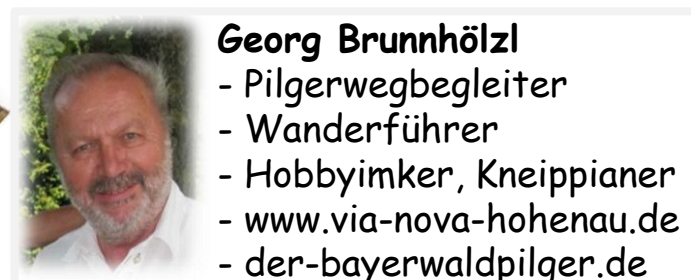 Georg Brunnhölzl
- Pilgerwegbegleiter
- Wanderführer
- Hobbyimker, Kneippianer
- www.via-nova-hohenau.de
- der-bayerwaldpilger.de